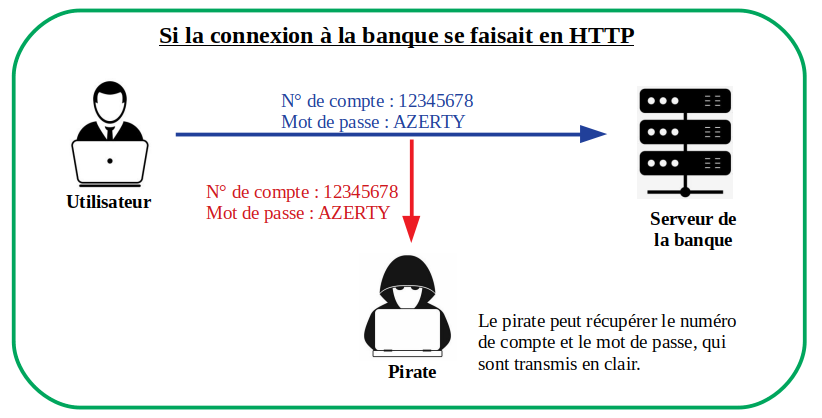 Si la connexion à la banque se faisait en HTTP
N° de compte : 12345678
Mot de passe : AZERTY
N° de compte : 12345678
Mot de passe : AZERTY
Utilisateur
Serveur de
la banque
Pirate
Le pirate peut récupérer le numéro
de compte et le mot de passe, qui
sont transmis en clair.